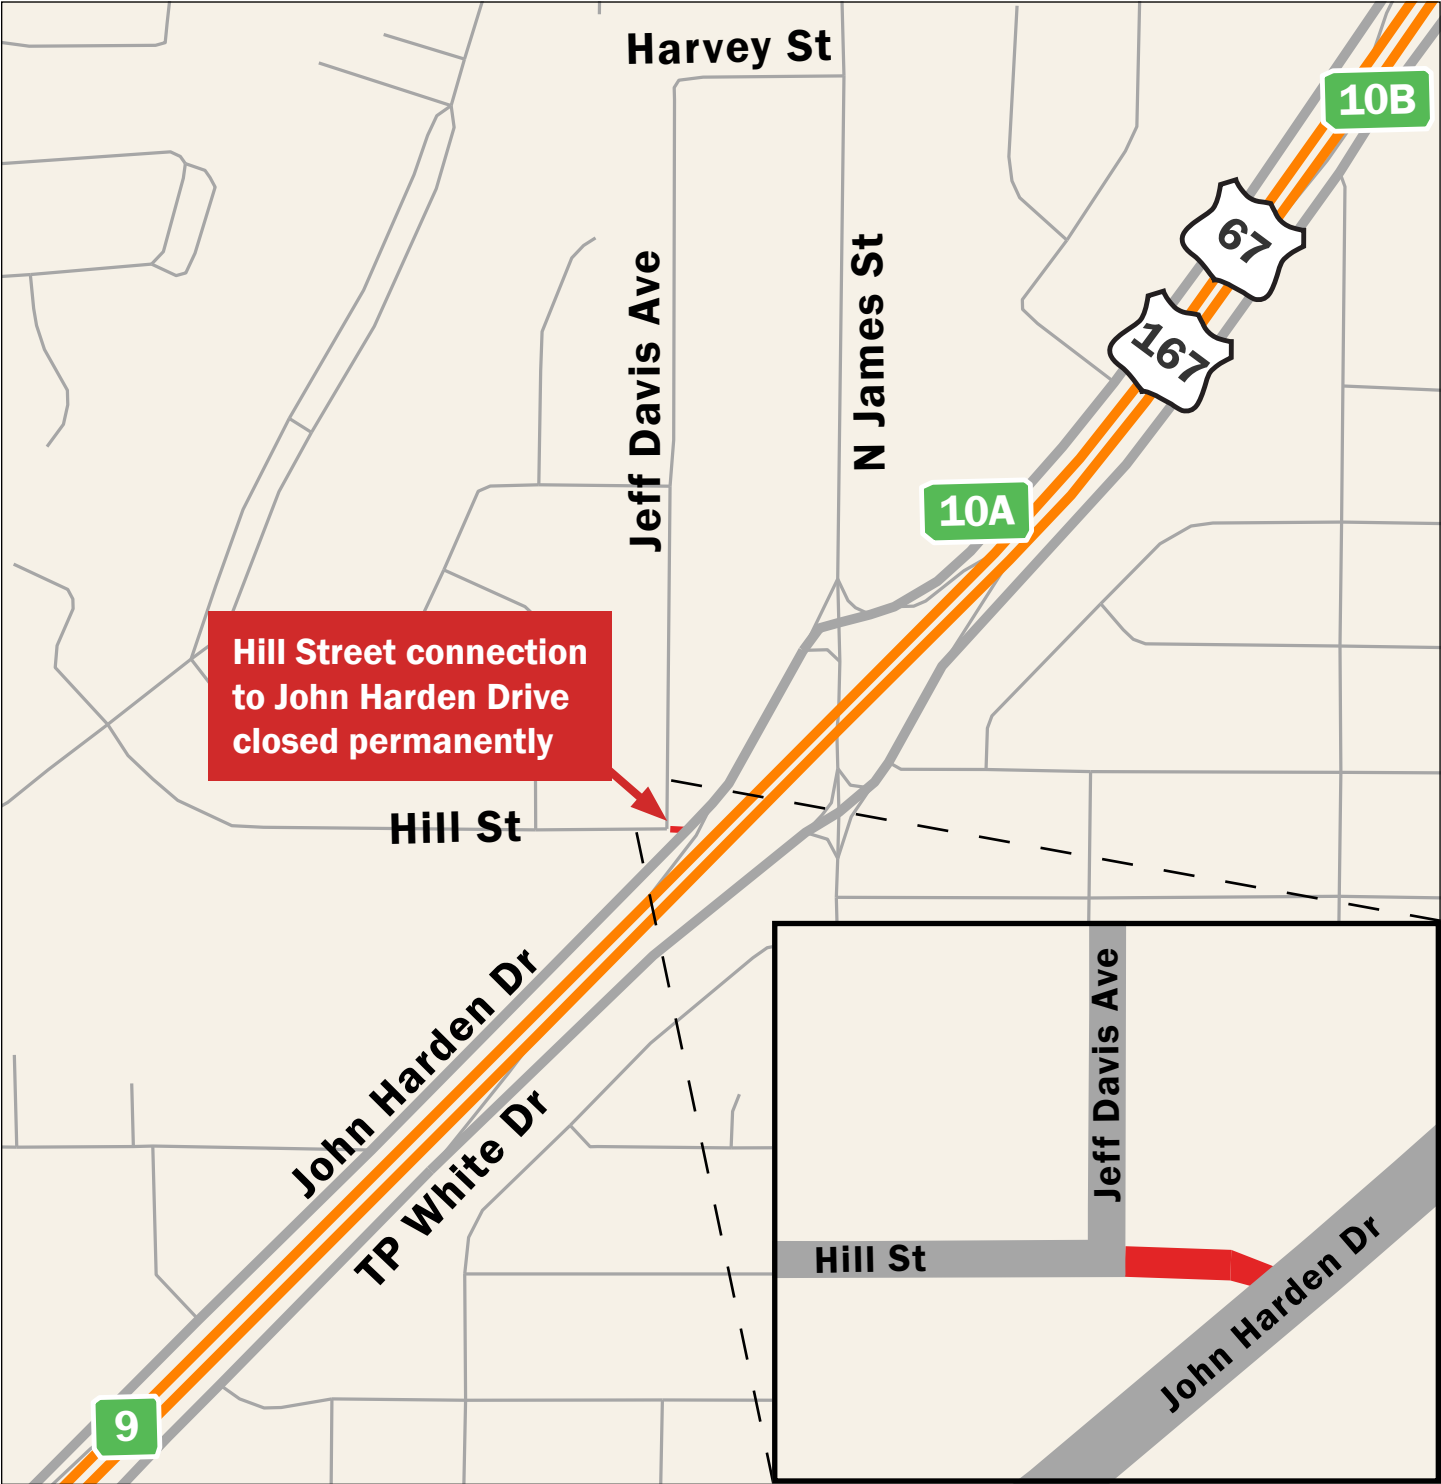 Harvey St
10B
67
167
Jeff Davis Ave
N James St
10A
Hill Street connection
to John Harden Drive
closed permanently
Hill St
John Harden Dr
TP White Dr
9
Jeff Davis Ave
Hill St
John Harden Dr